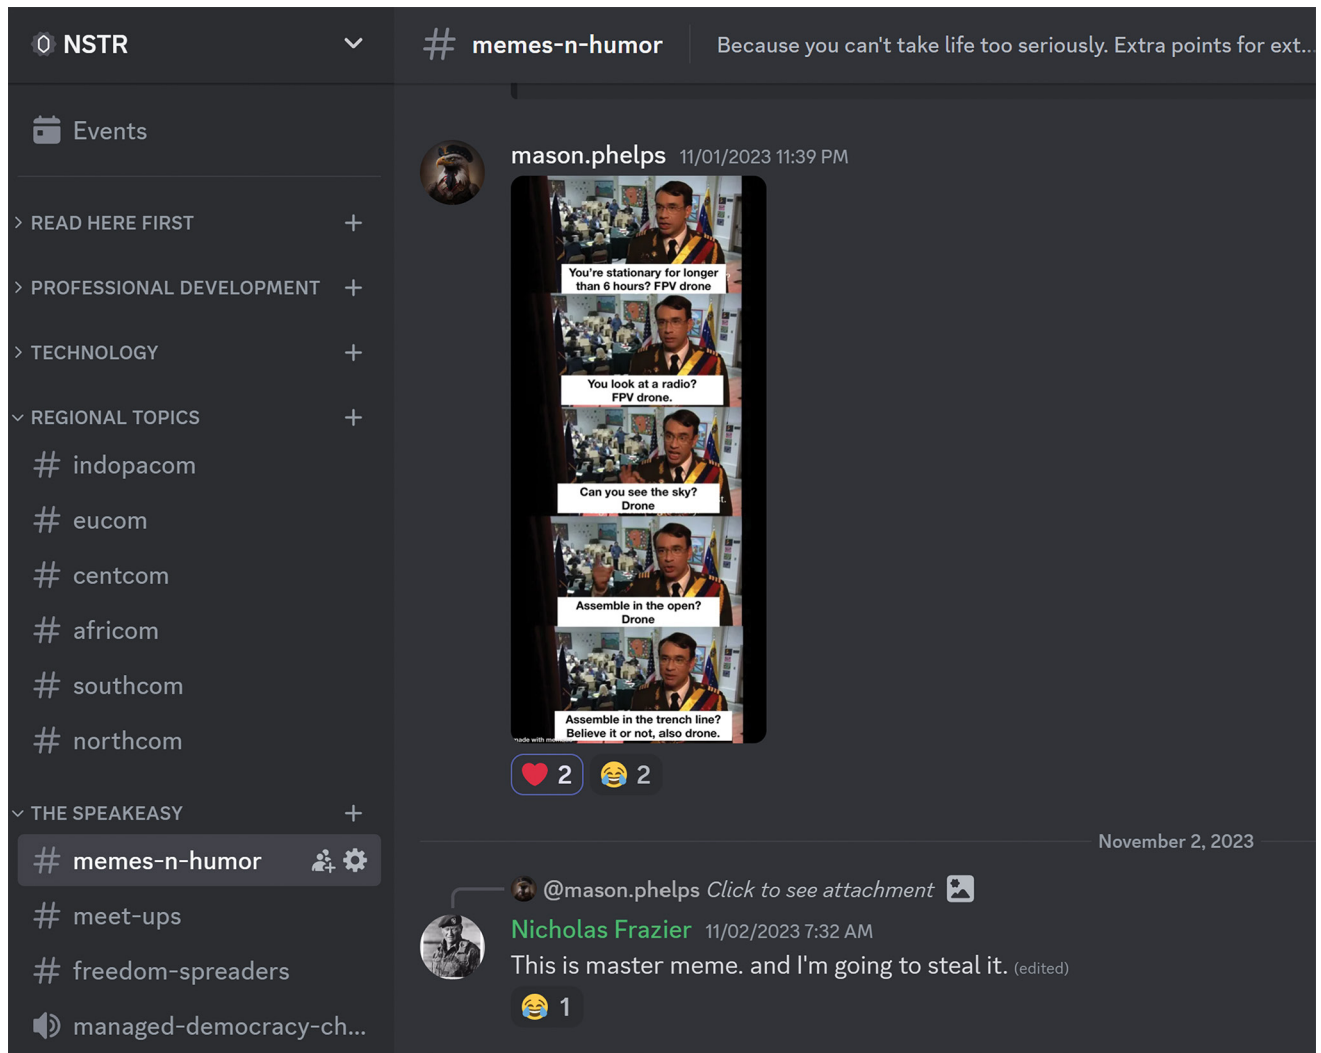 NSTR
Events
READ HERE FIRST
PROFESSIONAL DEVELOPMENT
TECHNOLOGY
REGIONAL TOPICS
# indopacom
# eucom
# centcom
# africom
# southcom
# northcom
THE SPEAKEASY
# memes-n-humor
# meet-ups
# freedom-spreaders
managed-democracy-ch...
# memes-n-humor
Because you can't take life too seriously. Extra points for ext...
mason.phelps 11/01/2023 11:39 PM
You're stationary for longer
than 6 hours? FPV drone
You look at a radio?
FPV drone.
Can you see the sky?
Drone
Assemble in the open?
Drone
Assemble in the trench line?
Believe it or not, also drone.
made with
❤️ 2 😂 2
November 2, 2023
@mason.phelps Click to see attachment
Nicholas Frazier 11/02/2023 7:32 AM
This is master meme. and I'm going to steal it. (edited)
😂 1